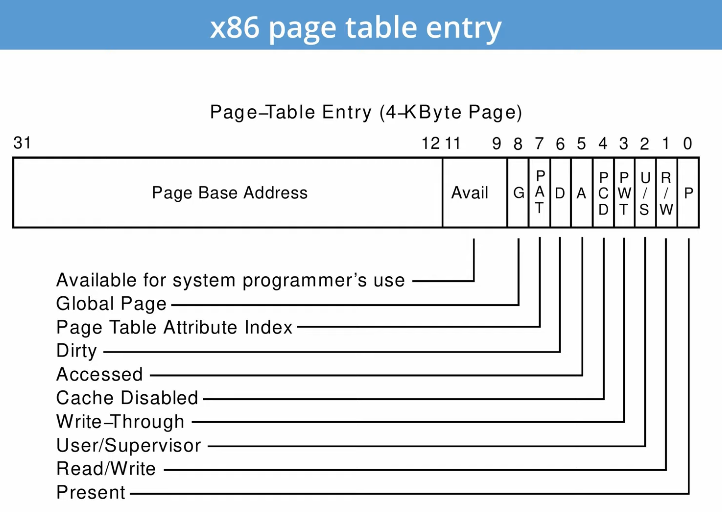 x86 page table entry
Page–Table Entry (4–KByte Page)
31 12 11 9 8 7 6 5 4 3 2 1 0
Page Base Address Avail G PAT D A PCD PWT U/S R/W P
Available for system programmer’s use
Global Page
Page Table Attribute Index
Dirty
Accessed
Cache Disabled
Write–Through
User/Supervisor
Read/Write
Present